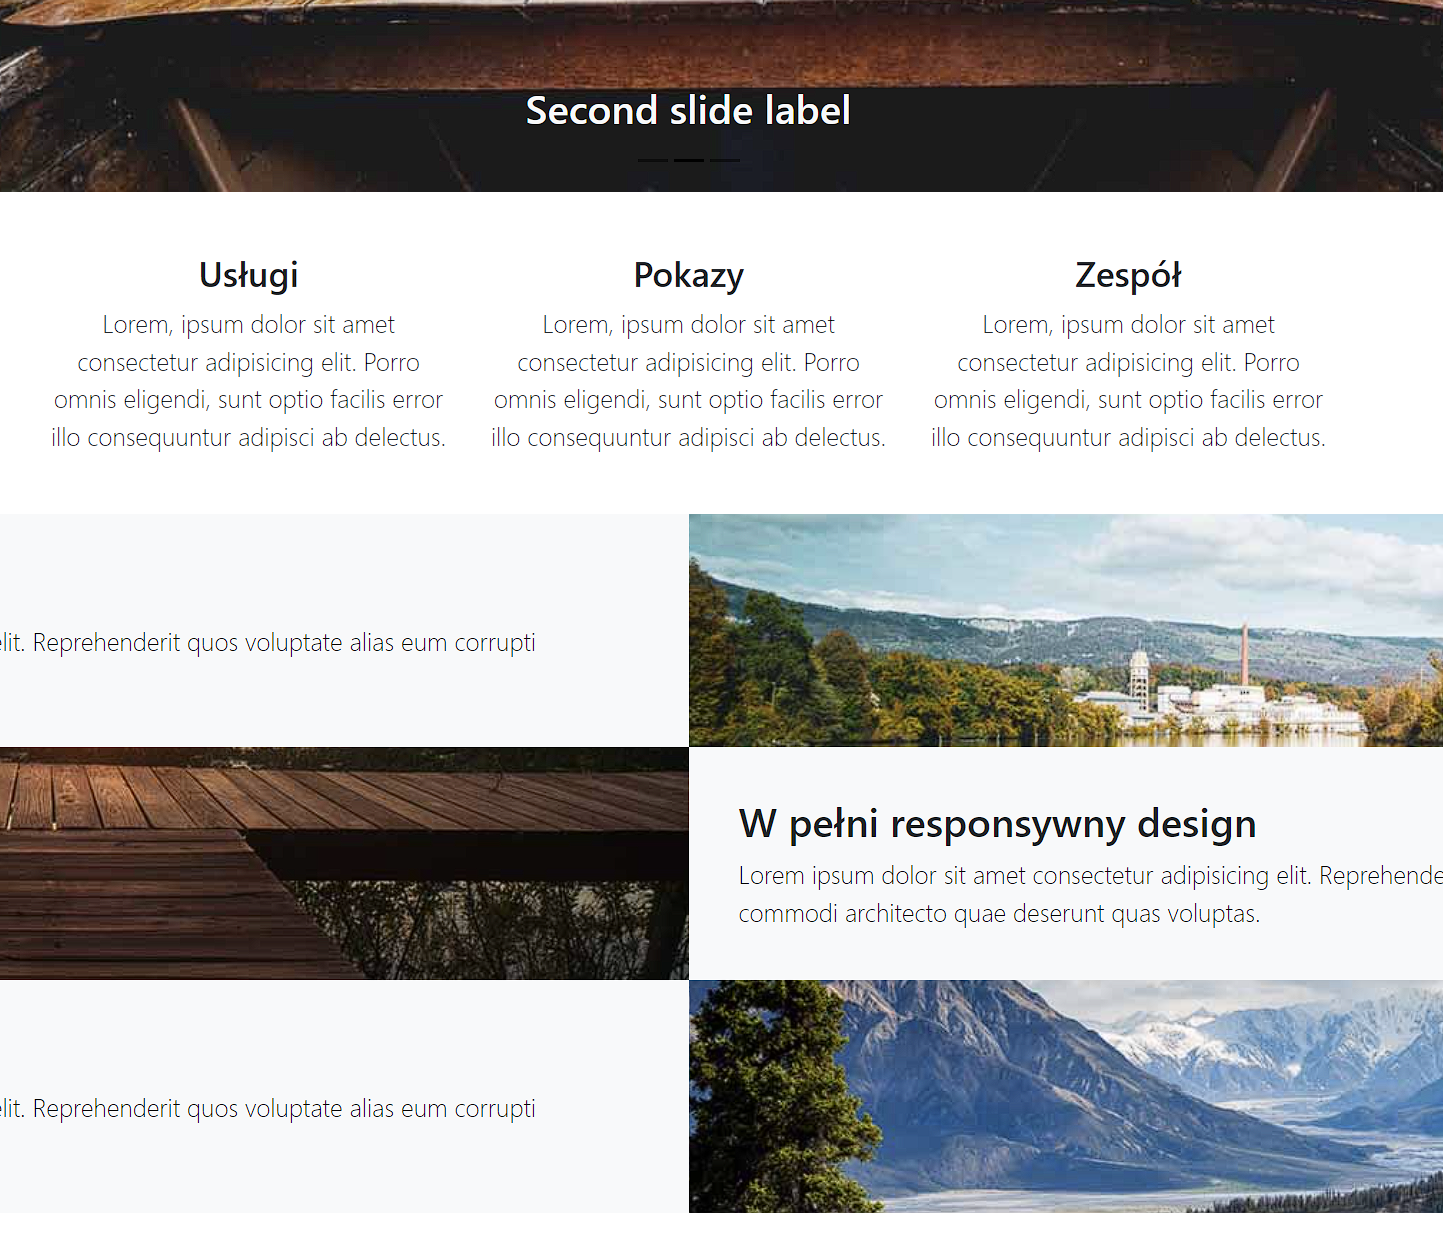 Second slide label
Usługi
Lorem, ipsum dolor sit amet
consectetur adipisicing elit. Porro
omnis eligendi, sunt optio facilis error
illo consequuntur adipisci ab delectus.
Pokazy
Lorem, ipsum dolor sit amet
consectetur adipisicing elit. Porro
omnis eligendi, sunt optio facilis error
illo consequuntur adipisci ab delectus.
Zespół
Lorem, ipsum dolor sit amet
consectetur adipisicing elit. Porro
omnis eligendi, sunt optio facilis error
illo consequuntur adipisci ab delectus.
lit. Reprehenderit quos voluptate alias eum corrupti
W pełni responsywny design
Lorem ipsum dolor sit amet consectetur adipisicing elit. Reprehende
commodi architecto quae deserunt quas voluptas.
lit. Reprehenderit quos voluptate alias eum corrupti